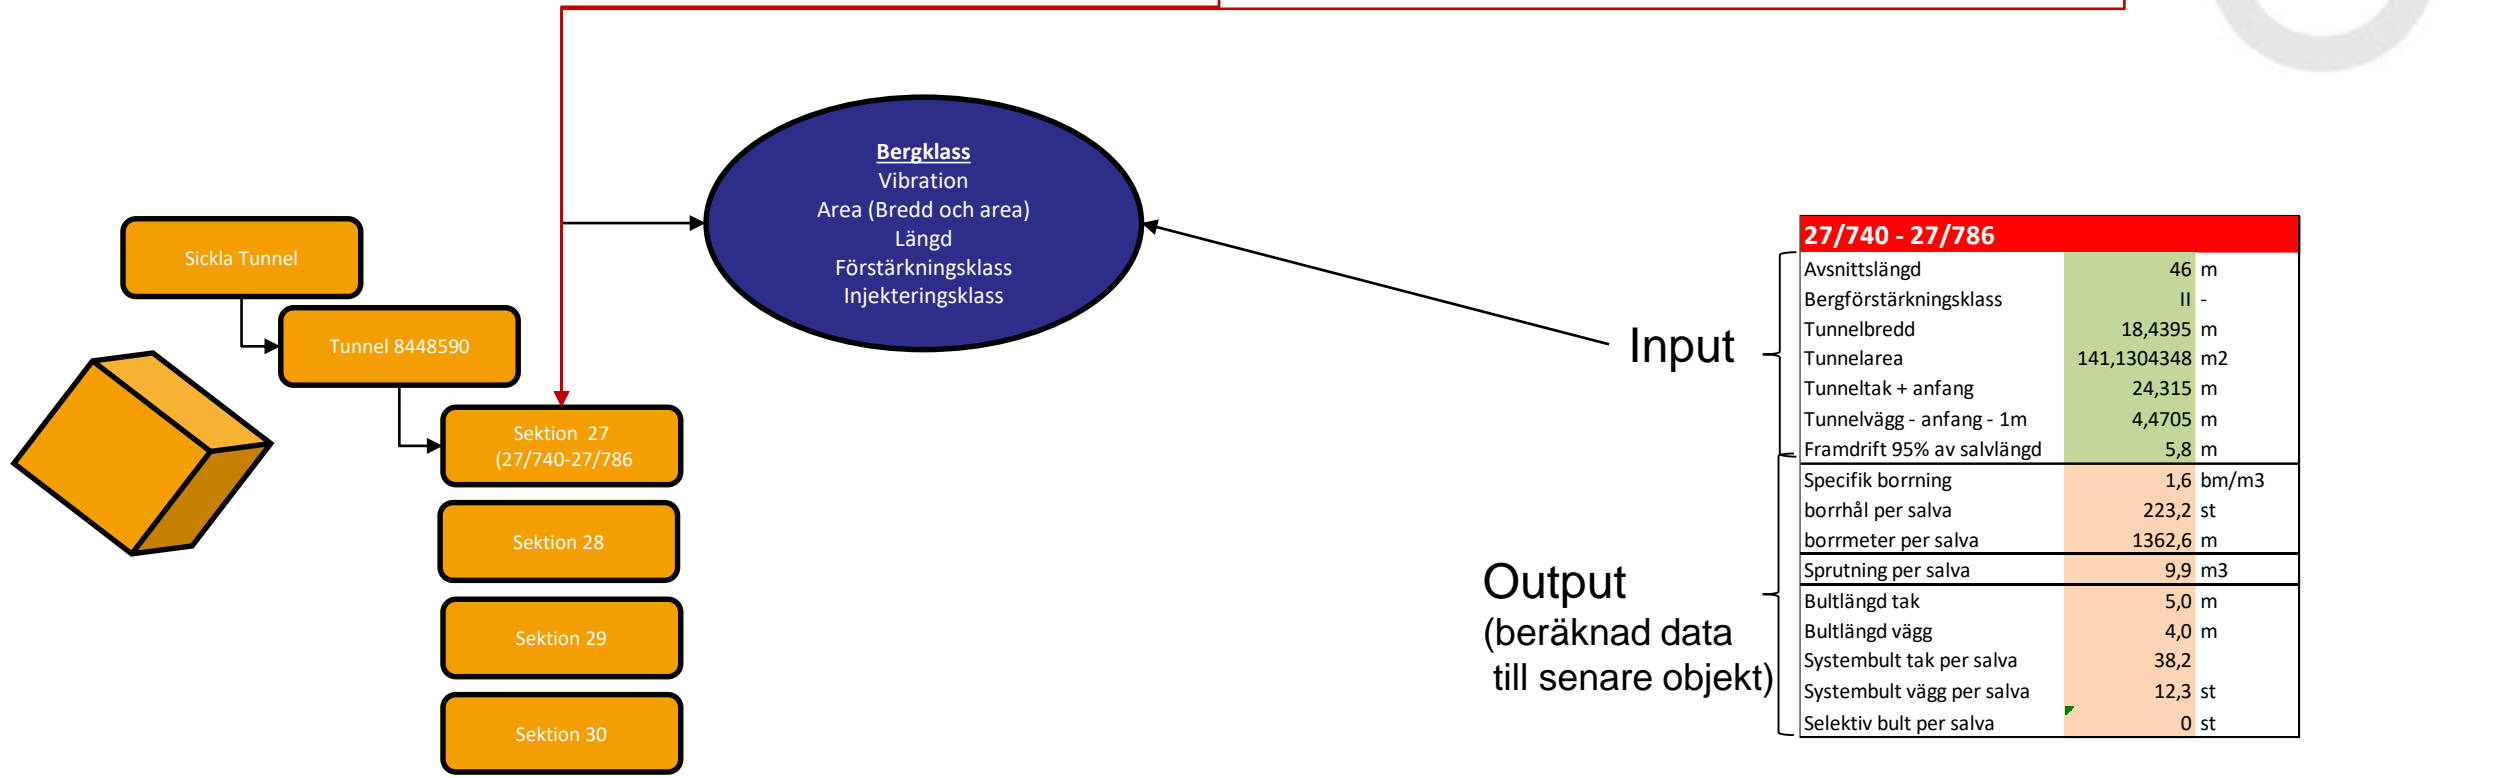 Bergklass
Vibration
Area (Bredd och area)
Längd
Förstärkningsklass
Injekteringsklass
Sickla Tunnel
Tunnel 8448590
Sektion 27
(27/740-27/786
Sektion 28
Sektion 29
Sektion 30
Input
Output
(beräknad data
till senare objekt)
27/740 - 27/786
Avsnittslängd 46 m
Bergförstärkningsklass II -
Tunnelbredd 18,4395 m
Tunnelarea 141,1304348 m2
Tunneltak + anfang 24,315 m
Tunnelvägg - anfang - 1m 4,4705 m
Framdrift 95% av salvlängd 5,8 m
Specifik borrning 1,6 bm/m3
borrhål per salva 223,2 st
borrmeter per salva 1362,6 m
Sprutning per salva 9,9 m3
Bultlängd tak 5,0 m
Bultlängd vägg 4,0 m
Systembult tak per salva 38,2
Systembult vägg per salva 12,3 st
Selektiv bult per salva 0 st